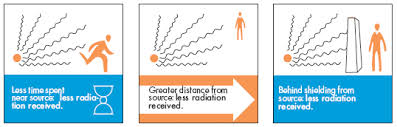 Less time spent
near source: less radia-
tion received.
Greater distance from
source: less radiation
received.
Behind shielding from
source: less radiation
received.